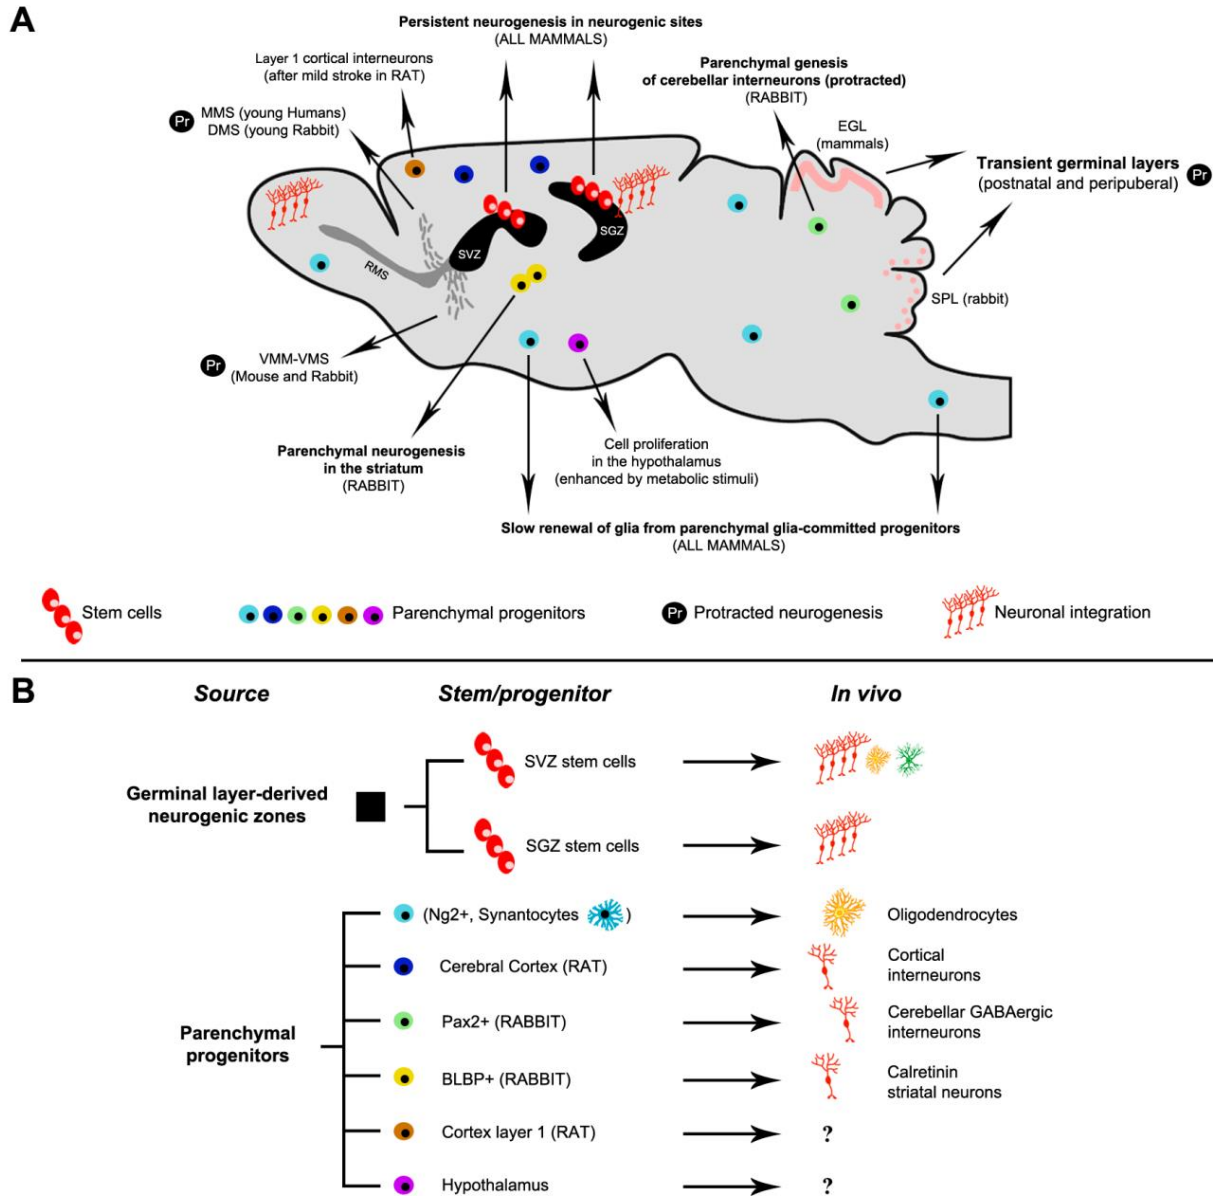 A
Persistent neurogenesis in neurogenic sites
(ALL MAMMALS)
Layer 1 cortical interneurons
(after mild stroke in RAT)
Parenchymal genesis
of cerebellar interneurons (protracted)
(RABBIT)
Pr
MMS (young Humans)
DMS (young Rabbit)
EGL
(mammals)
Transient germinal layers
(postnatal and peripuberal)
Pr
SGZ
SVZ
RMS
SPL (rabbit)
Pr
VMM-VMS
(Mouse and Rabbit)
Parenchymal neurogenesis
in the striatum
(RABBIT)
Cell proliferation
in the hypothalamus
(enhanced by metabolic stimuli)
Slow renewal of glia from parenchymal glia-committed progenitors
(ALL MAMMALS)
Stem cells
Parenchymal progenitors
Pr
Protracted neurogenesis
Neuronal integration
B
Source
Stem/progenitor
In vivo
Germinal layer-derived
neurogenic zones
SVZ stem cells
SGZ stem cells
Parenchymal
progenitors
(Ng2+, Synantocytes )
Oligodendrocytes
Cerebral Cortex (RAT)
Cortical
interneurons
Pax2+ (RABBIT)
Cerebellar GABAergic
interneurons
BLBP+ (RABBIT)
Calretinin
striatal neurons
Cortex layer 1 (RAT)
?
Hypothalamus
?